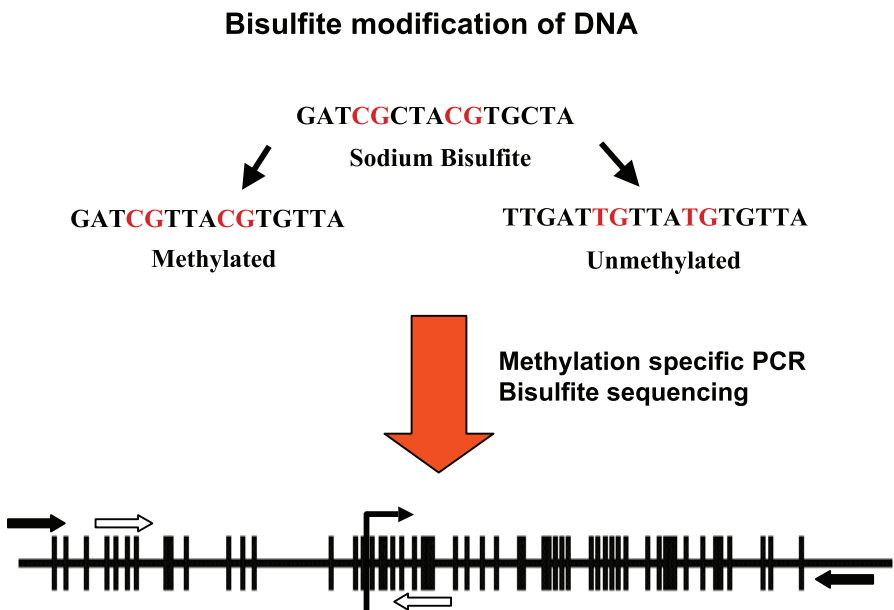 Bisulfite modification of DNA
GATCGCTACGTGCTA
Sodium Bisulfite
GATCGTTACGTGTTA
TTGATTGTTATGTGTTA
Methylated
Unmethylated
Methylation specific PCR
Bisulfite sequencing